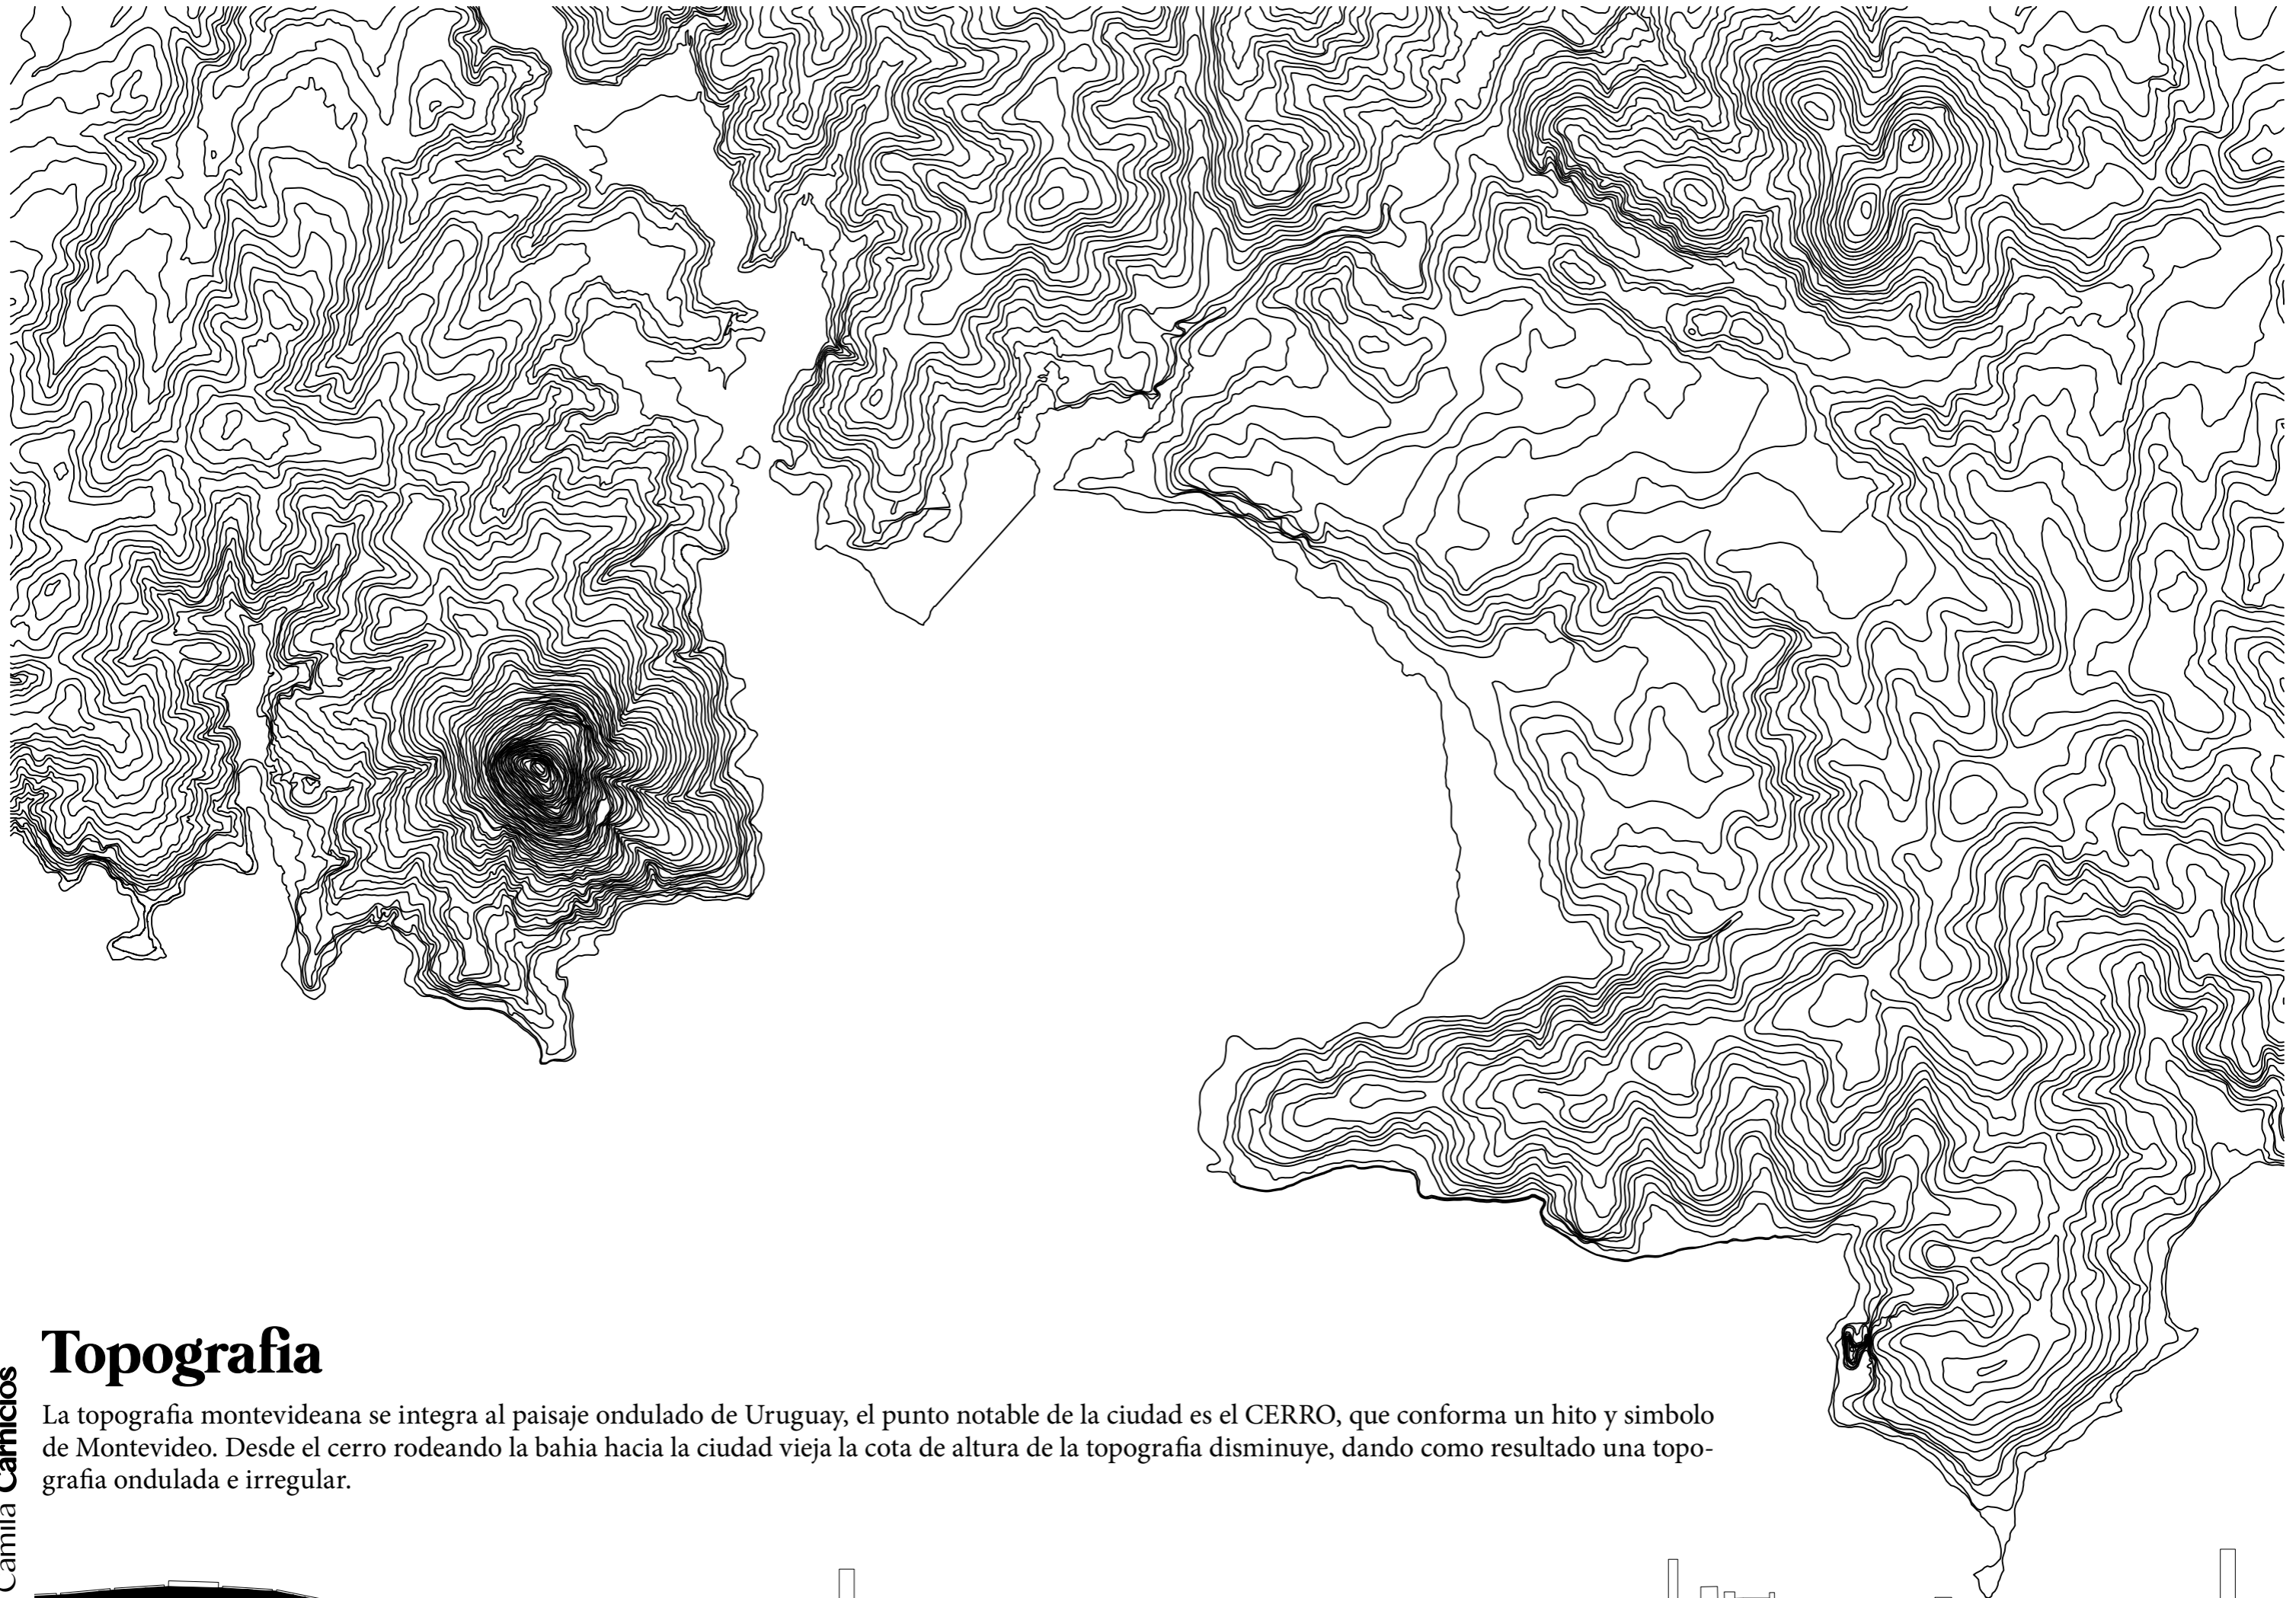 Topografia
La topografia montevideana se integra al paisaje ondulado de Uruguay, el punto notable de la ciudad es el CERRO, que conforma un hito y simbolo
de Montevideo. Desde el cerro rodeando la bahia hacia la ciudad vieja la cota de altura de la topografia disminuye, dando como resultado una topo-
grafia ondulada e irregular.
Camila Carnicios